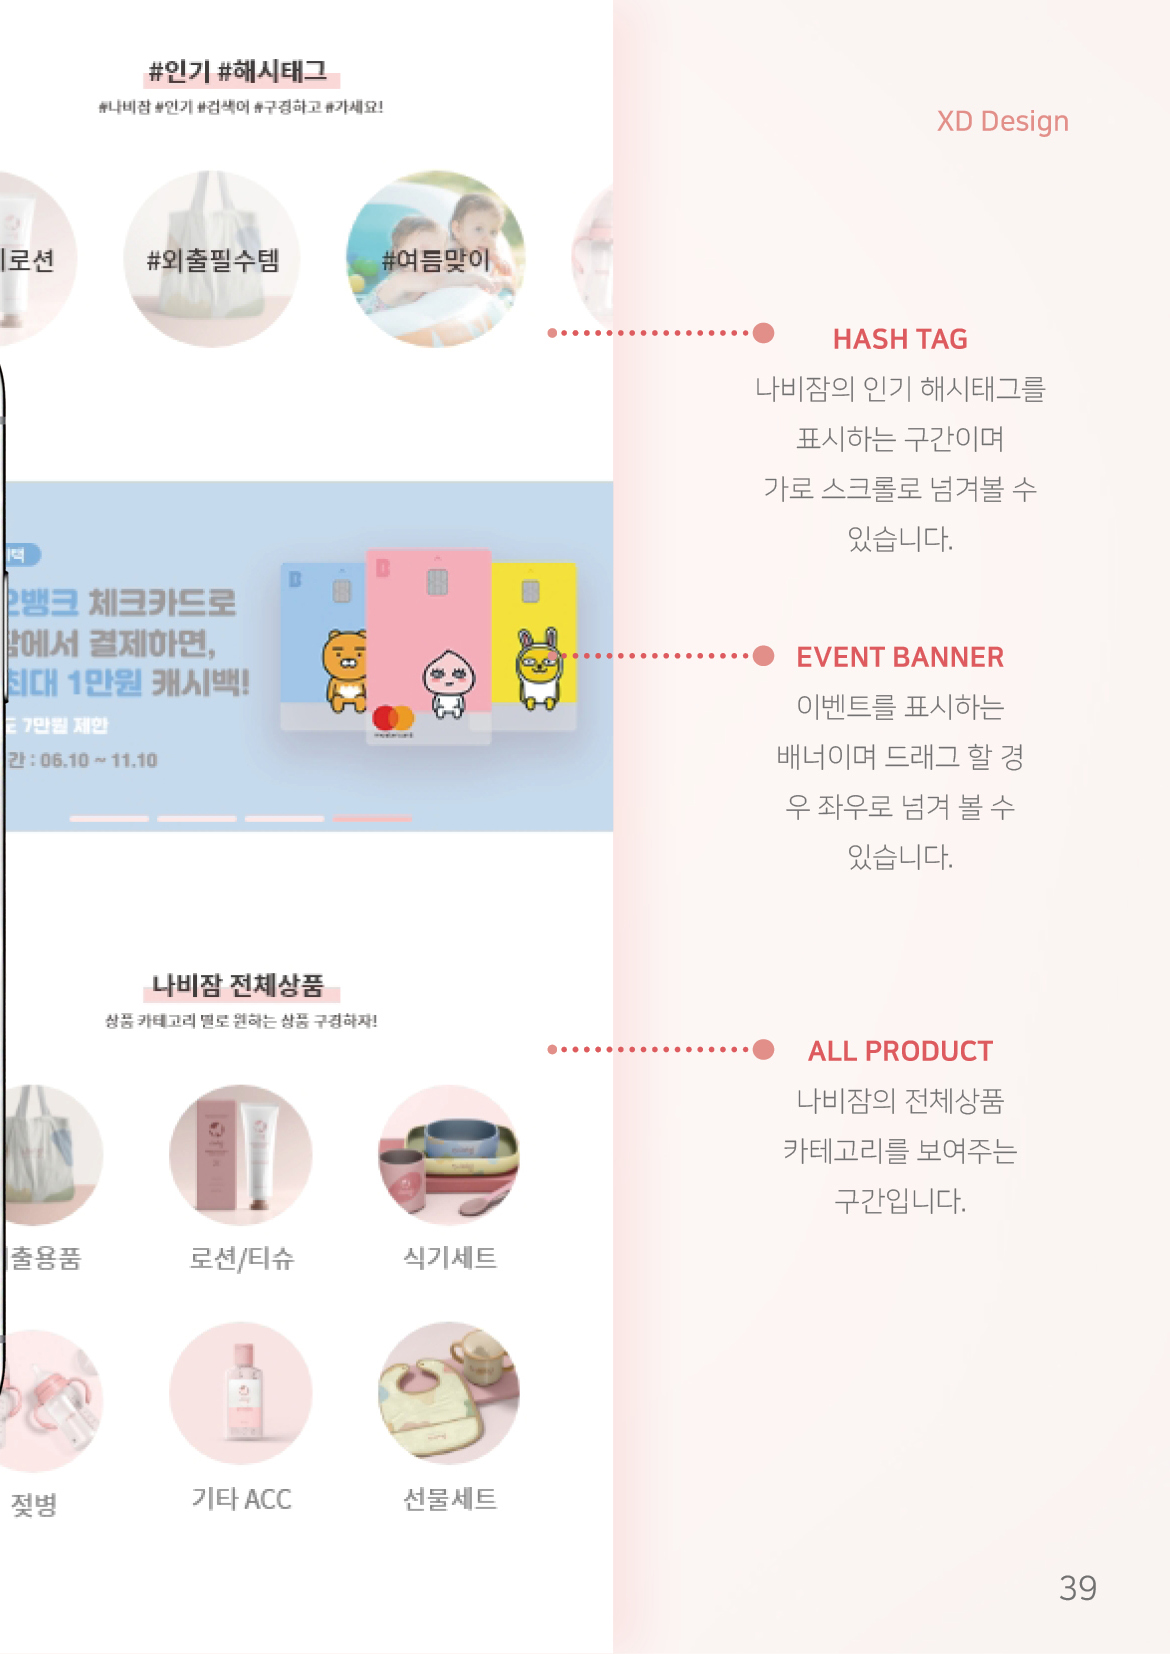 #인기 #해시태그
#나비잠 #인기 #검색어 #구경하고 #가세요!
XD Design
로션
#외출필수템
#여름맞이
HASH TAG
나비잠의 인기 해시태그를
표시하는 구간이며
가로 스크롤로 넘겨볼 수
있습니다.
택
뱅크 체크카드로
에서 결제하면,
최대 1만원 캐시백!
도 7만원 제한
간 : 06.10 ~ 11.10
EVENT BANNER
이벤트를 표시하는
배너이며 드래그 할 경
우 좌우로 넘겨 볼 수
있습니다.
나비잠 전체상품
상품 카테고리 별로 원하는 상품 구경하자!
ALL PRODUCT
나비잠의 전체상품
카테고리를 보여주는
구간입니다.
출용품
로션/티슈
식기세트
젖병
기타 ACC
선물세트
39